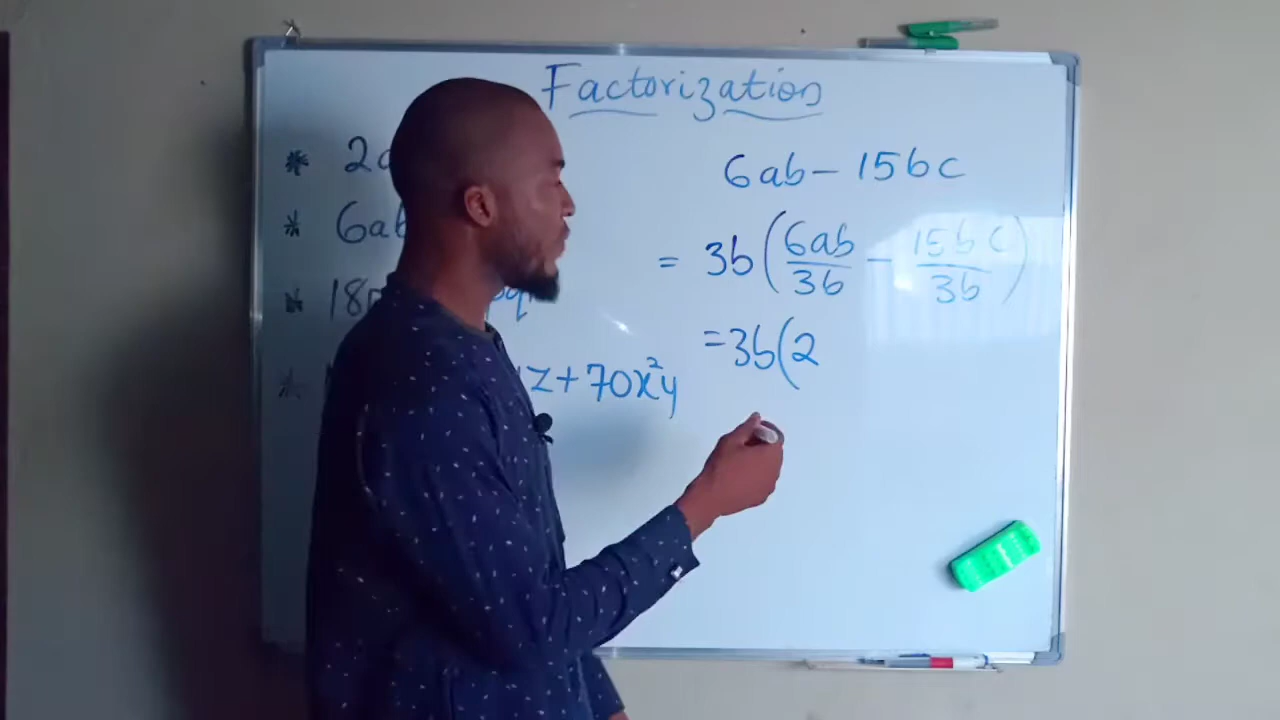 Factorization
* 2a
* 6ab
* 18
z+70x²y
6ab - 15bc
= 3b(6ab/3b - 15bc/3b)
=3b(2